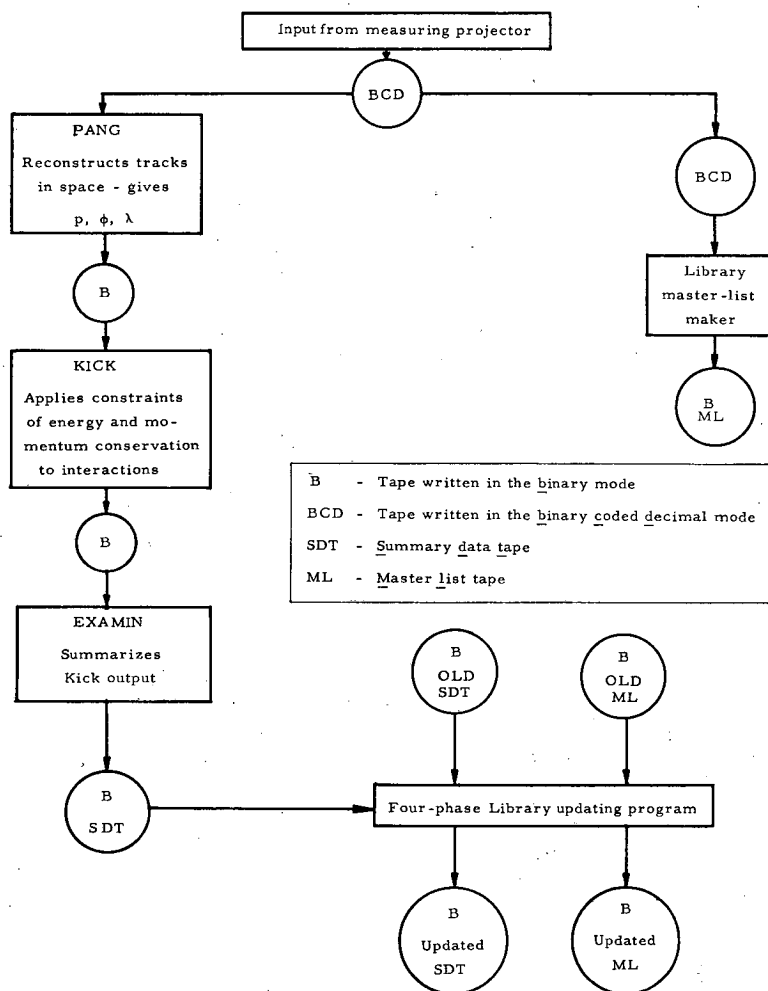 Input from measuring projector
BCD
PANG
Reconstructs tracks
in space - gives
p, φ, λ
B
KICK
Applies constraints
of energy and mo-
mentum conservation
to interactions
B
EXAMIN
Summarizes
Kick output
B
SDT
BCD
Library
master-list
maker
B
ML
B - Tape written in the binary mode
BCD - Tape written in the binary coded decimal mode
SDT - Summary data tape
ML - Master list tape
B
OLD
SDT
B
OLD
ML
Four-phase Library updating program
B
Updated
SDT
B
Updated
ML